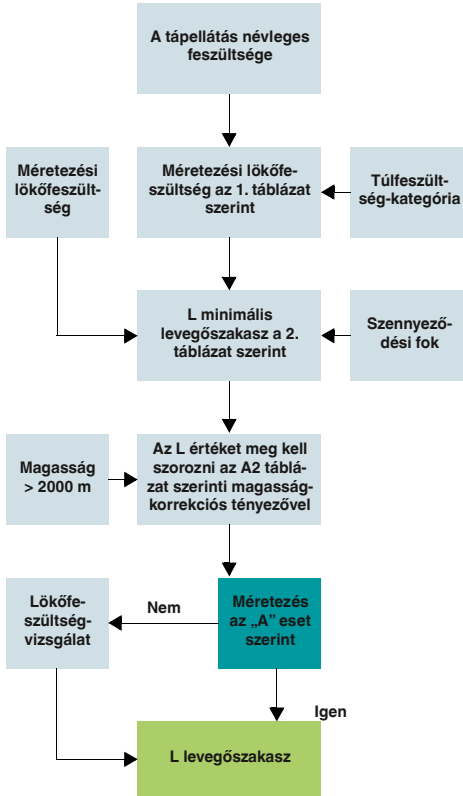 A tápellátás névleges
feszültsége
Méretezési
lökőfeszült-
ség
Méretezési lökőfe-
szültség az 1. táblázat
szerint
Túlfeszült-
ség-kategória
L minimális
levegőszakasz a 2.
táblázat szerint
Szennyező-
dési fok
Magasság
> 2000 m
Az L értéket meg kell
szorozni az A2 táblá-
zat szerinti magasság-
korrekciós tényezővel
Lökőfe-
szültség-
vizsgálat
Nem
Méretezés
az „A” eset
szerint
Igen
L levegőszakasz